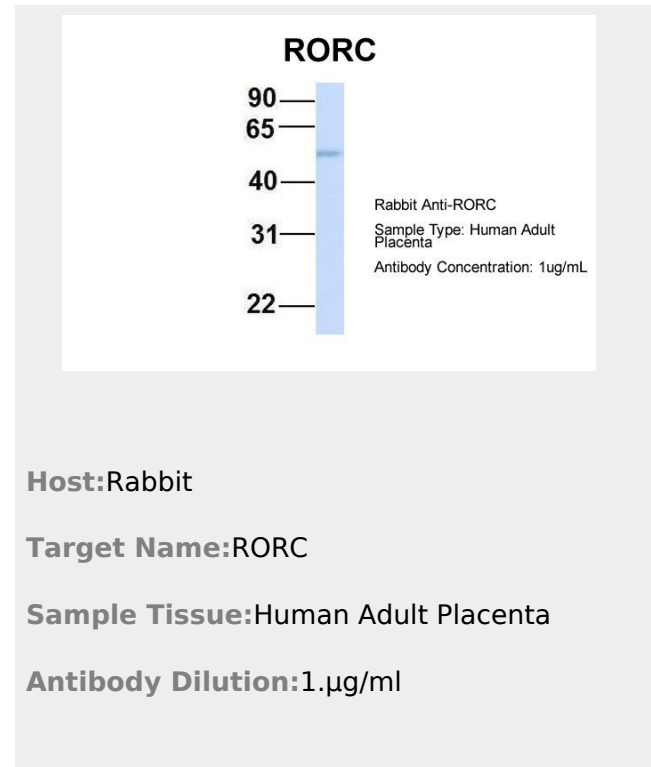 RORC
90
65
40
31
22
Rabbit Anti-RORC
Sample Type: Human Adult
Placenta
Antibody Concentration: 1ug/mL
Host:Rabbit
Target Name:RORC
Sample Tissue:Human Adult Placenta
Antibody Dilution:1.µg/ml